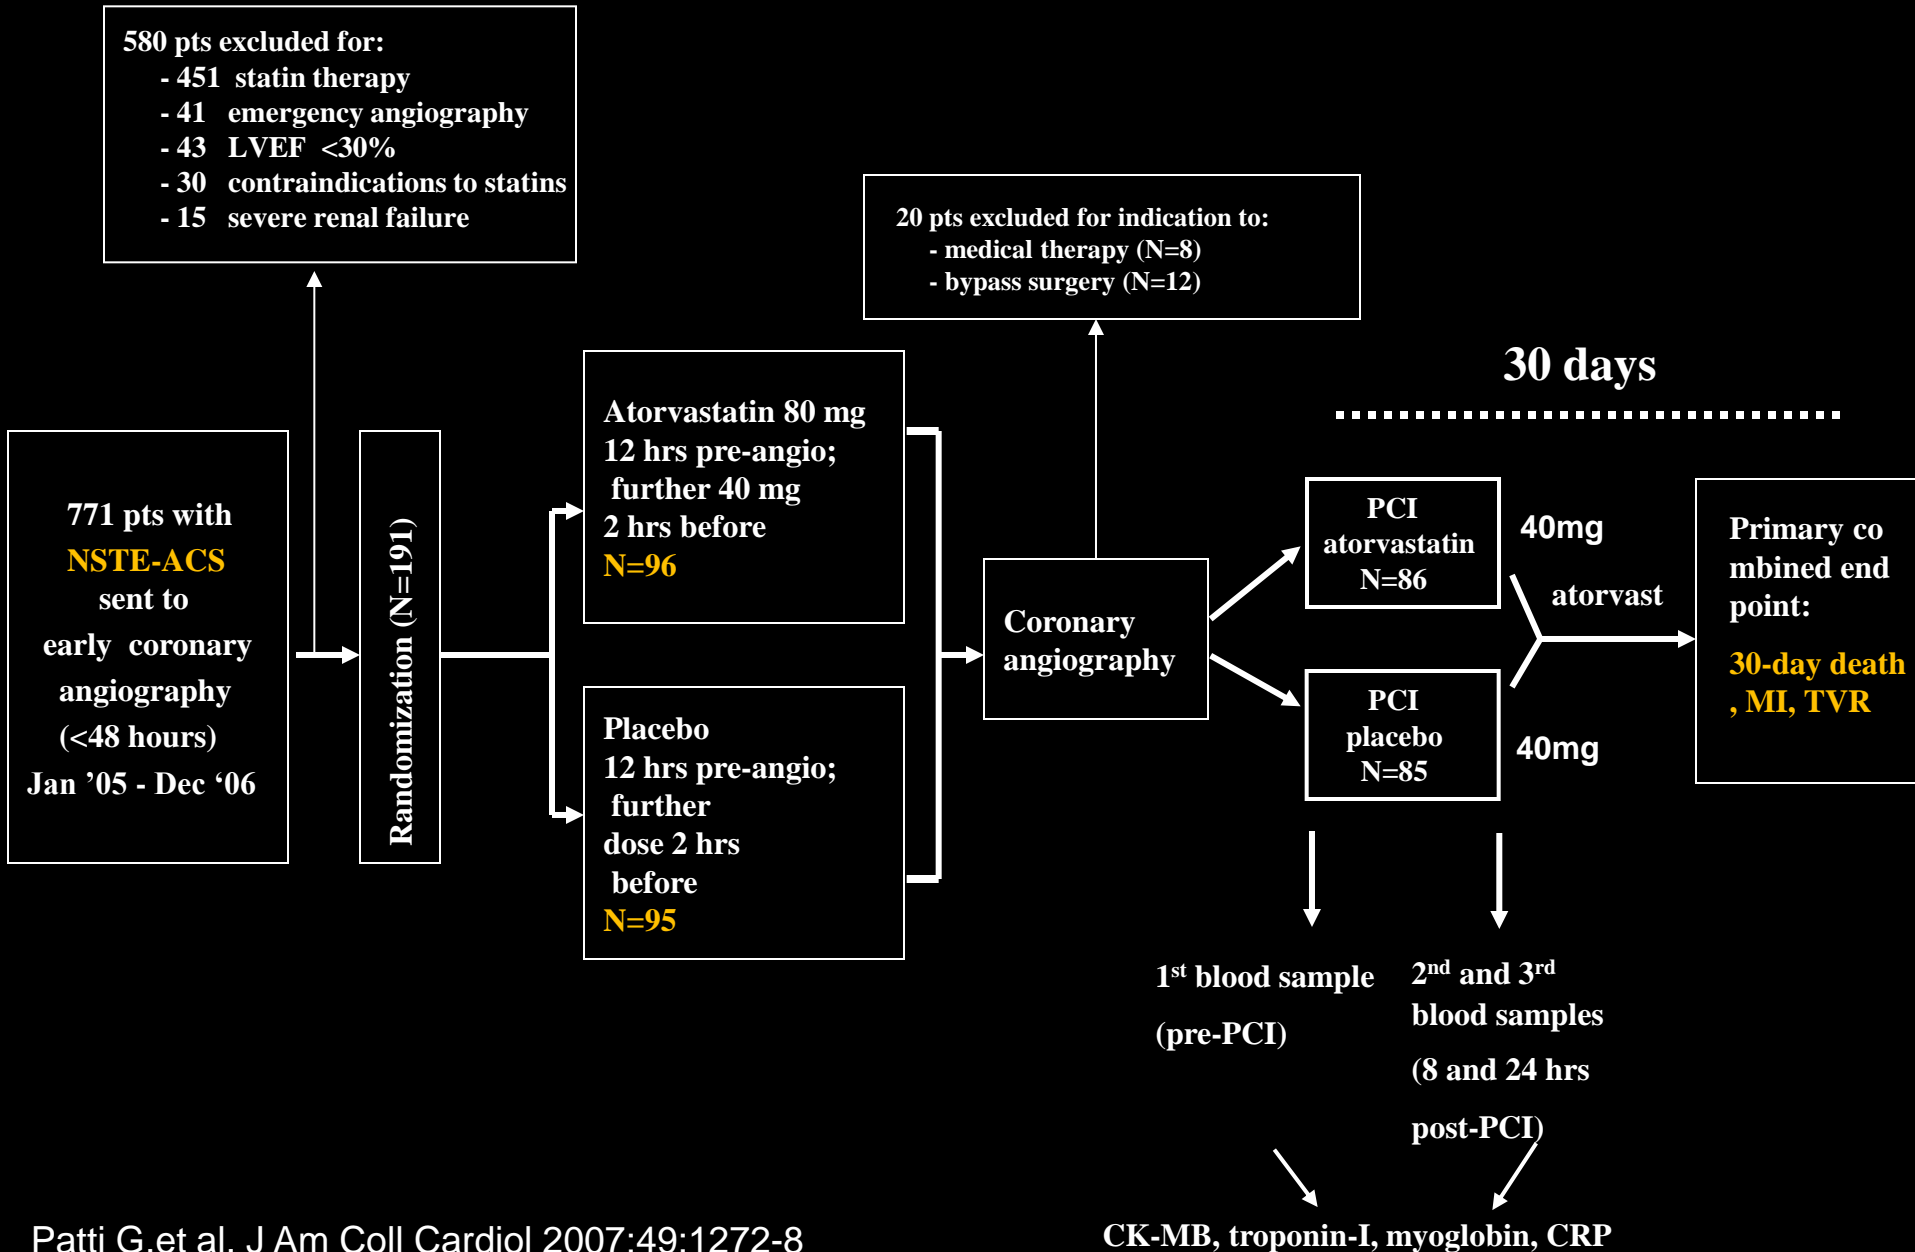 580 pts excluded for:
- 451 statin therapy
- 41 emergency angiography
- 43 LVEF <30%
- 30 contraindications to statins
- 15 severe renal failure
20 pts excluded for indication to:
- medical therapy (N=8)
- bypass surgery (N=12)
30 days
771 pts with
NSTE-ACS
sent to
early coronary
angiography
(<48 hours)
Jan ’05 - Dec ‘06
Randomization (N=191)
Atorvastatin 80 mg
12 hrs pre-angio;
further 40 mg
2 hrs before
N=96
Placebo
12 hrs pre-angio;
further
dose 2 hrs
before
N=95
Coronary
angiography
PCI
atorvastatin
N=86
PCI
placebo
N=85
40mg
atorvast
40mg
Primary co
mbined end
point:
30-day death
, MI, TVR
1st blood sample
(pre-PCI)
2nd and 3rd
blood samples
(8 and 24 hrs
post-PCI)
CK-MB, troponin-I, myoglobin, CRP
Patti G.et al. J Am Coll Cardiol 2007;49:1272-8